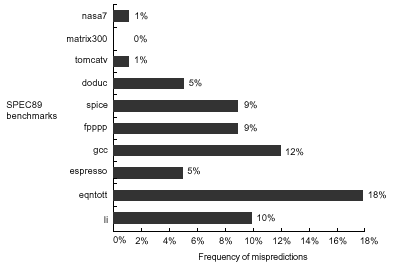 nasa7 1%
matrix300 0%
tomcatv 1%
doduc 5%
SPEC89 benchmarks
spice 9%
fpppp 9%
gcc 12%
espresso 5%
eqntott 18%
li 10%
0% 2% 4% 6% 8% 10% 12% 14% 16% 18%
Frequency of mispredictions